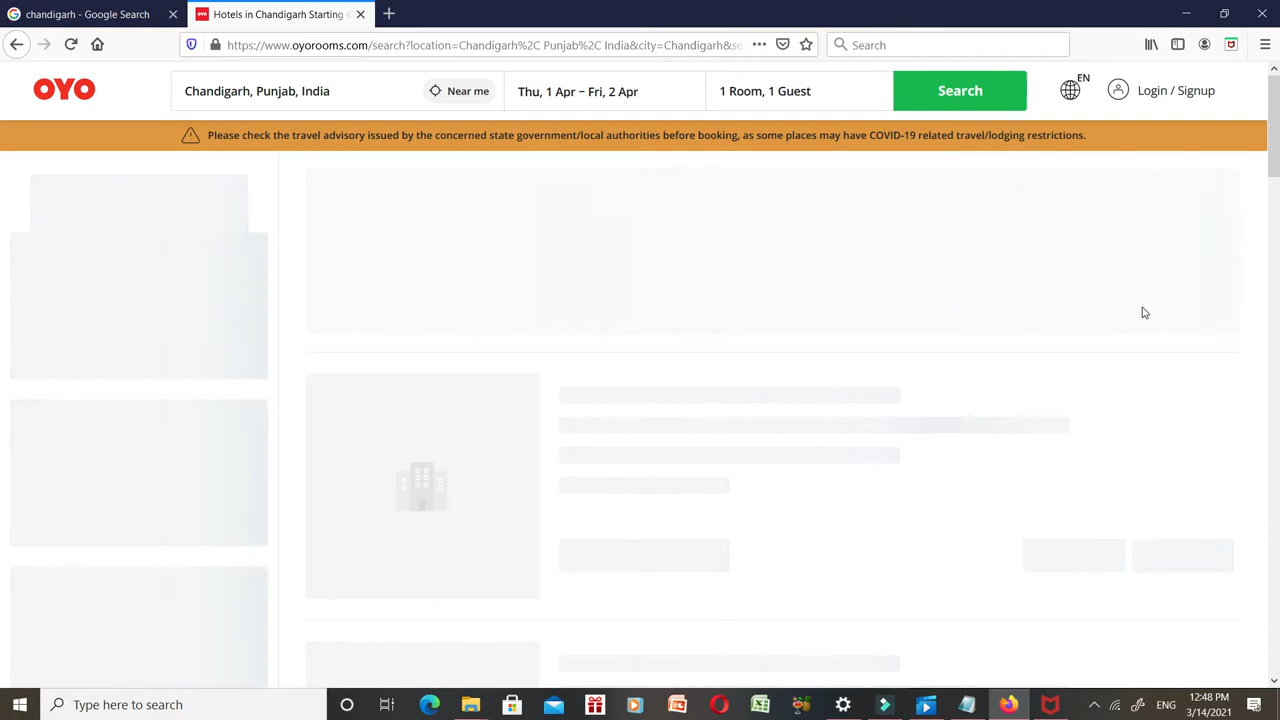 chandigarh - Google Search
OYO Hotels in Chandigarh Starting
https://www.oyorooms.com/search?location=Chandigarh%2C Punjab%2C India&city=Chandigarh&se
Search
OYO
Chandigarh, Punjab, India
Near me
Thu, 1 Apr – Fri, 2 Apr
1 Room, 1 Guest
Search
EN
Login / Signup
Please check the travel advisory issued by the concerned state government/local authorities before booking, as some places may have COVID-19 related travel/lodging restrictions.
Type here to search
ENG
12:48 PM
3/14/2021